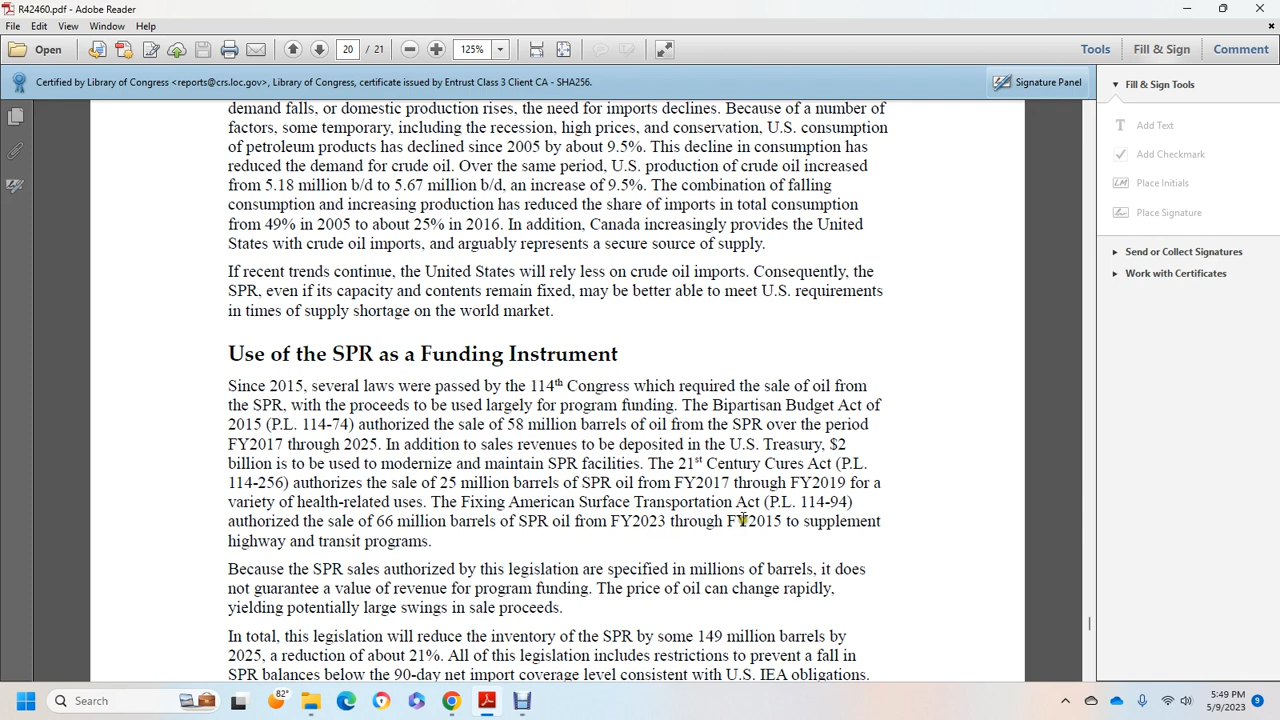 R42460.pdf - Adobe Reader
File Edit View Window Help
Open 20 / 21 125% Tools Fill & Sign Comment
Certified by Library of Congress <reports@crs.loc.gov>, Library of Congress, certificate issued by Entrust Class 3 Client CA - SHA256. Signature Panel
Fill & Sign Tools
Add Text
Add Checkmark
Place Initials
Place Signature
Send or Collect Signatures
Work with Certificates
demand falls, or domestic production rises, the need for imports declines. Because of a number of
factors, some temporary, including the recession, high prices, and conservation, U.S. consumption
of petroleum products has declined since 2005 by about 9.5%. This decline in consumption has
reduced the demand for crude oil. Over the same period, U.S. production of crude oil increased
from 5.18 million b/d to 5.67 million b/d, an increase of 9.5%. The combination of falling
consumption and increasing production has reduced the share of imports in total consumption
from 49% in 2005 to about 25% in 2016. In addition, Canada increasingly provides the United
States with crude oil imports, and arguably represents a secure source of supply.
If recent trends continue, the United States will rely less on crude oil imports. Consequently, the
SPR, even if its capacity and contents remain fixed, may be better able to meet U.S. requirements
in times of supply shortage on the world market.
Use of the SPR as a Funding Instrument
Since 2015, several laws were passed by the 114th Congress which required the sale of oil from
the SPR, with the proceeds to be used largely for program funding. The Bipartisan Budget Act of
2015 (P.L. 114-74) authorized the sale of 58 million barrels of oil from the SPR over the period
FY2017 through 2025. In addition to sales revenues to be deposited in the U.S. Treasury, $2
billion is to be used to modernize and maintain SPR facilities. The 21st Century Cures Act (P.L.
114-256) authorizes the sale of 25 million barrels of SPR oil from FY2017 through FY2019 for a
variety of health-related uses. The Fixing American Surface Transportation Act (P.L. 114-94)
authorized the sale of 66 million barrels of SPR oil from FY2023 through FY2015 to supplement
highway and transit programs.
Because the SPR sales authorized by this legislation are specified in millions of barrels, it does
not guarantee a value of revenue for program funding. The price of oil can change rapidly,
yielding potentially large swings in sale proceeds.
In total, this legislation will reduce the inventory of the SPR by some 149 million barrels by
2025, a reduction of about 21%. All of this legislation includes restrictions to prevent a fall in
SPR balances below the 90-day net import coverage level consistent with U.S. IEA obligations.
Search
82°
5:49 PM
5/9/2023
9